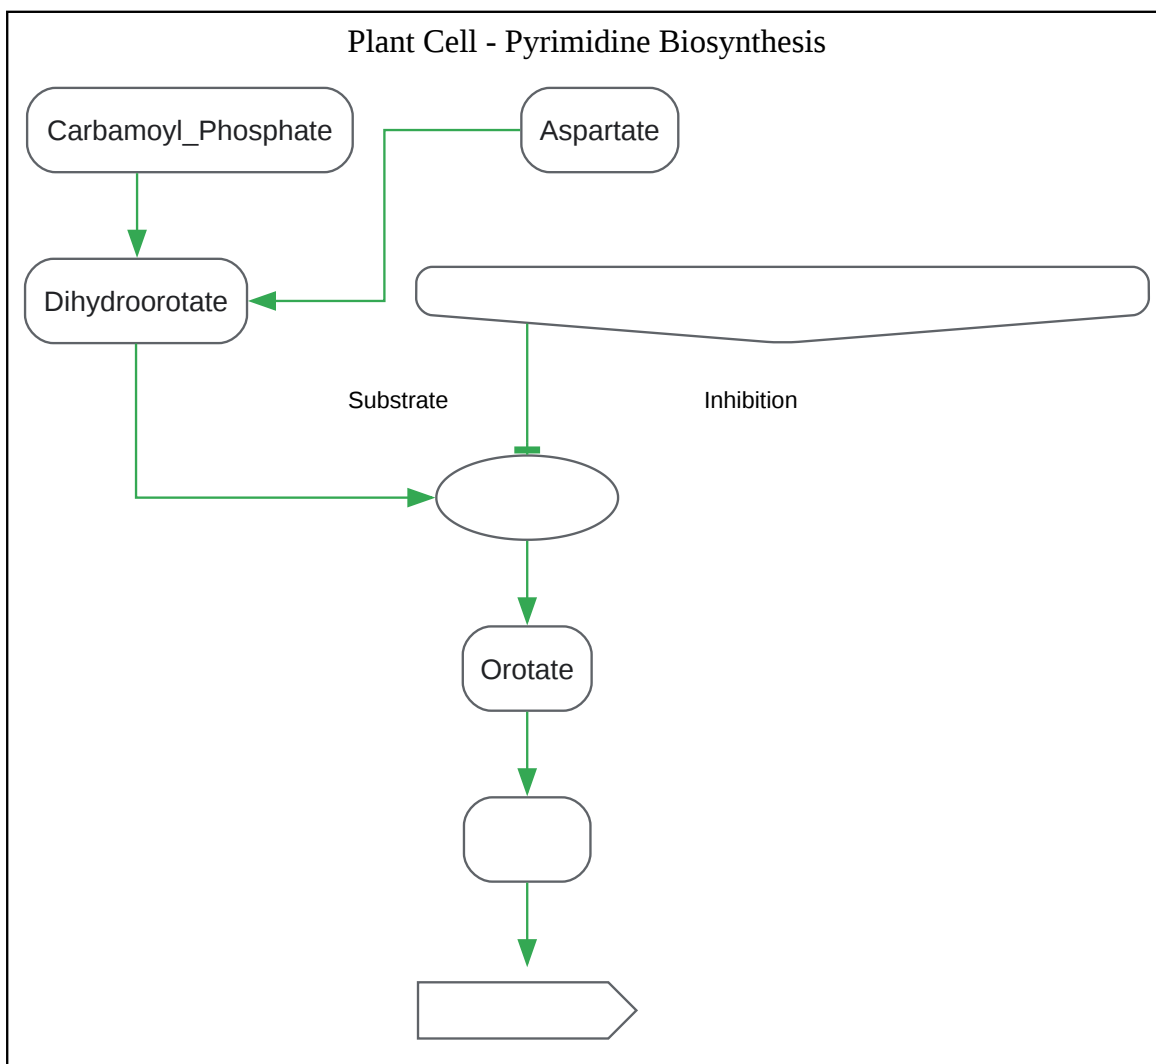 Plant Cell - Pyrimidine Biosynthesis
Carbamoyl_Phosphate
Aspartate
Dihydroorotate
Substrate
Inhibition
Orotate